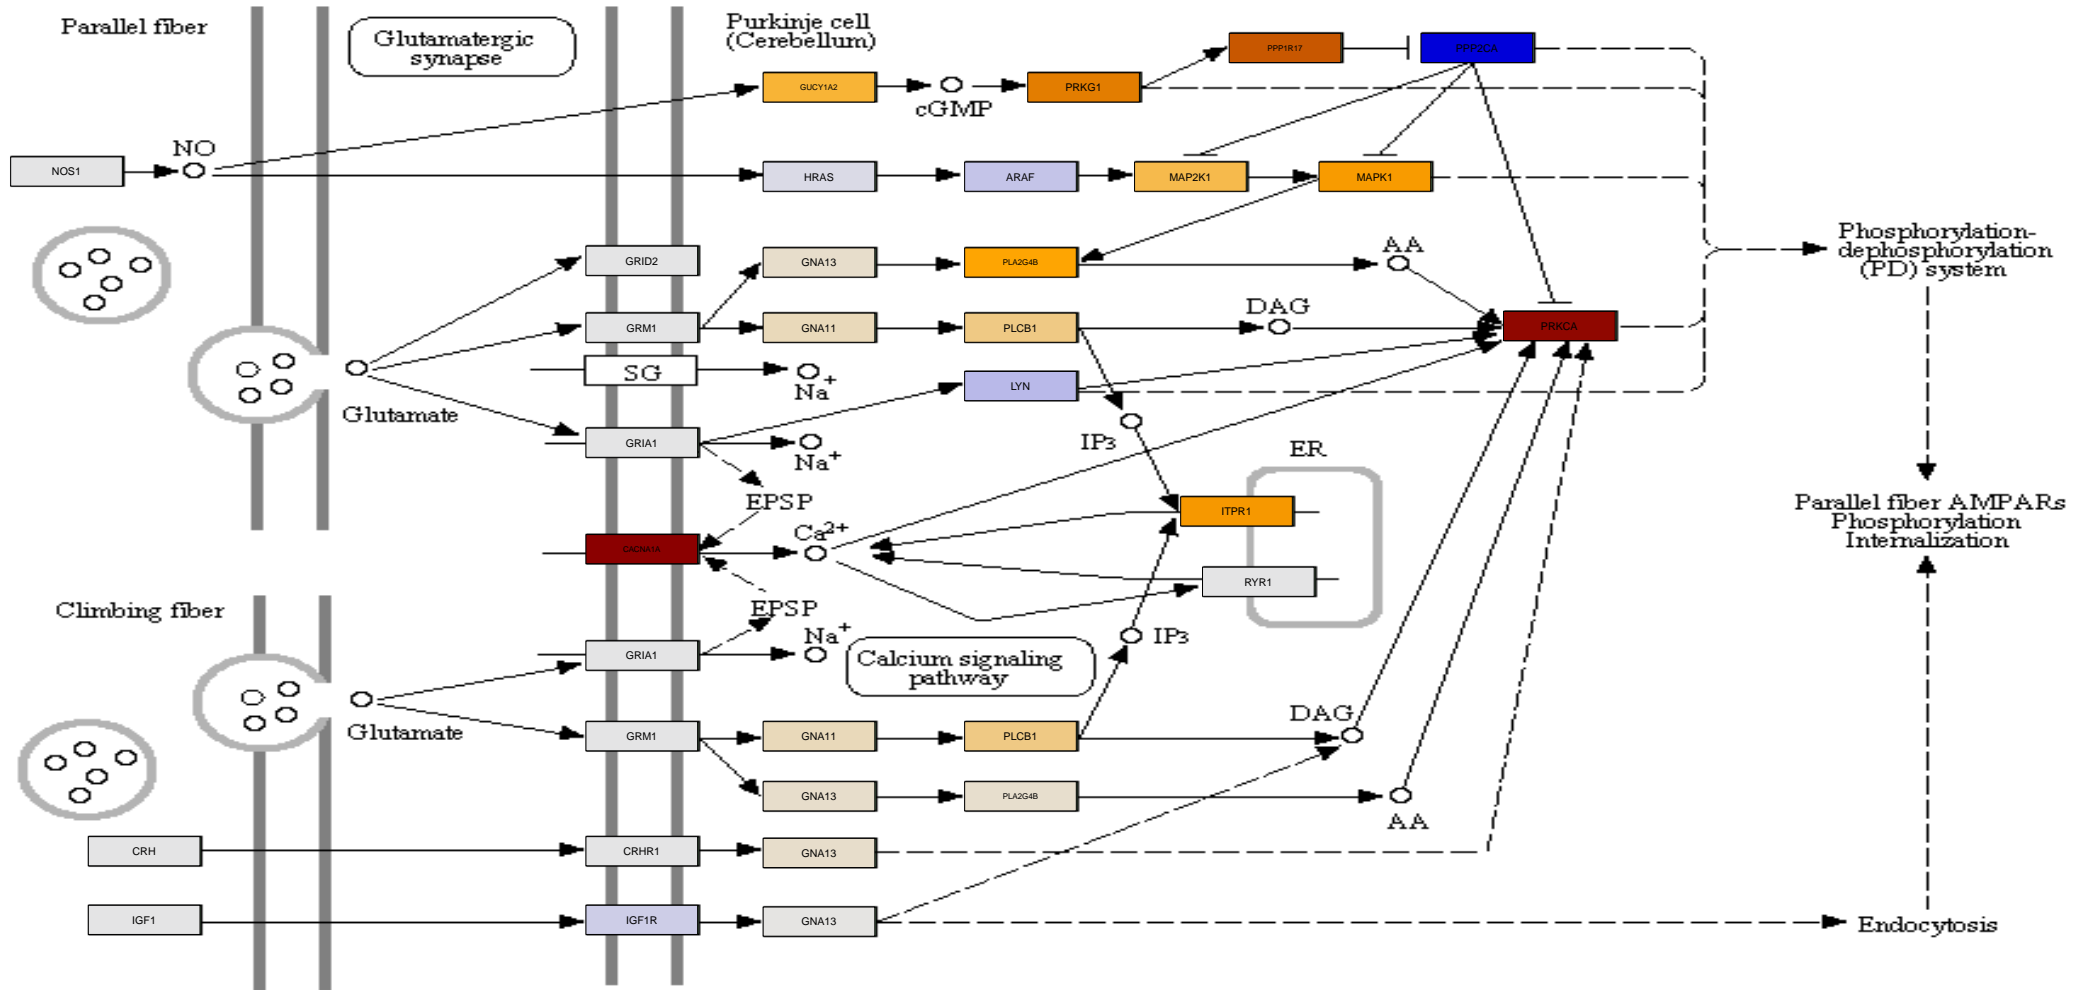 Parallel fiber
Glutamatergic
synapse
Purkinje cell
(Cerebellum)
PPP1R17
PPP2CA
GUCY1A2
cGMP
PRKG1
NOS1
NO
HRAS
ARAF
MAP2K1
MAPK1
GRID2
GNA13
PLA2G4B
AA
Phosphorylation-
dephosphorylation
(PD) system
GRM1
GNA11
PLCB1
DAG
PRKCA
SG
Na+
LYN
Glutamate
GRIA1
Na+
IP3
ER
EPSP
ITPR1
Parallel fiber AMPARs
Phosphorylation
Internalization
CACNA1A
Ca2+
RYR1
Climbing fiber
EPSP
GRIA1
Na+
IP3
Calcium signaling
pathway
Glutamate
GRM1
GNA11
PLCB1
DAG
GNA13
PLA2G4B
AA
CRH
CRHR1
GNA13
IGF1
IGF1R
GNA13
Endocytosis